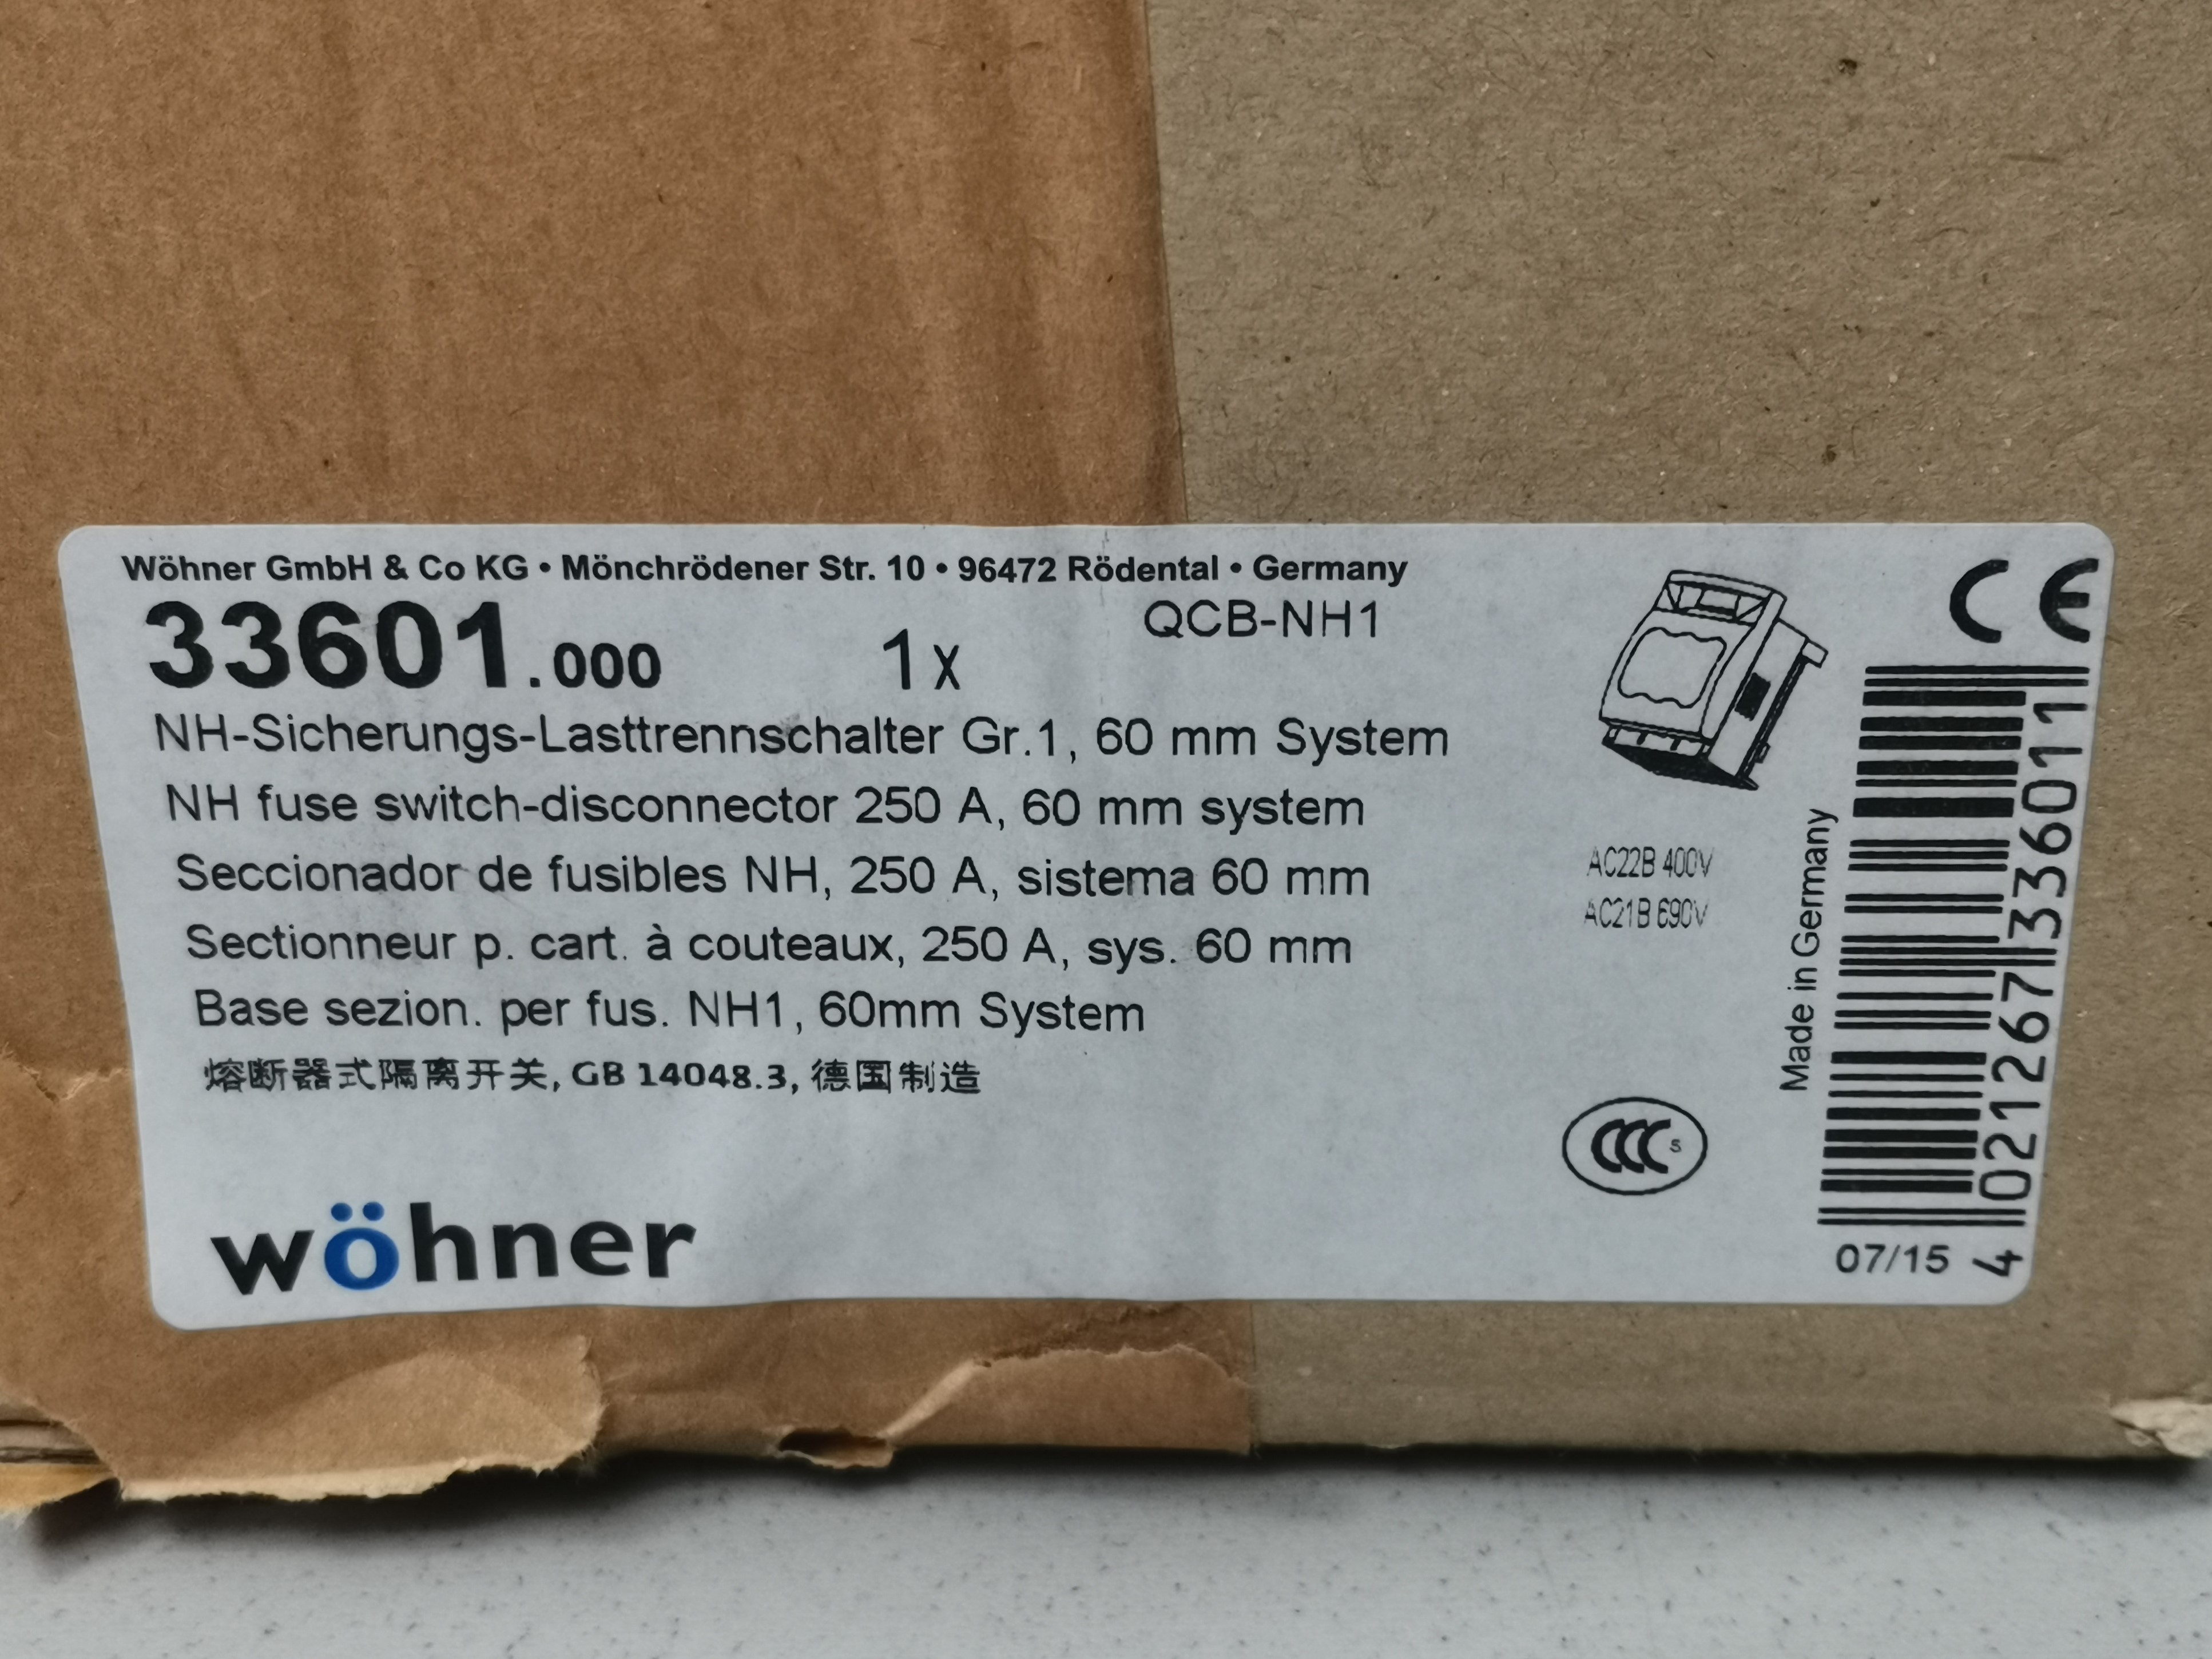 Wöhner GmbH & Co KG • Mönchrödener Str. 10 • 96472 Rödental • Germany
33601.000 1x QCB-NH1
NH-Sicherungs-Lasttrennschalter Gr.1, 60 mm System
NH fuse switch-disconnector 250 A, 60 mm system
Seccionador de fusibles NH, 250 A, sistema 60 mm
Sectionneur p. cart. à couteaux, 250 A, sys. 60 mm
Base sezion. per fus. NH1, 60mm System
熔断器式隔离开关, GB 14048.3, 德国制造
wöhner
CE
AC22B 400V
AC21B 690V
CCC S
Made in Germany
4 021267 336011
07/15